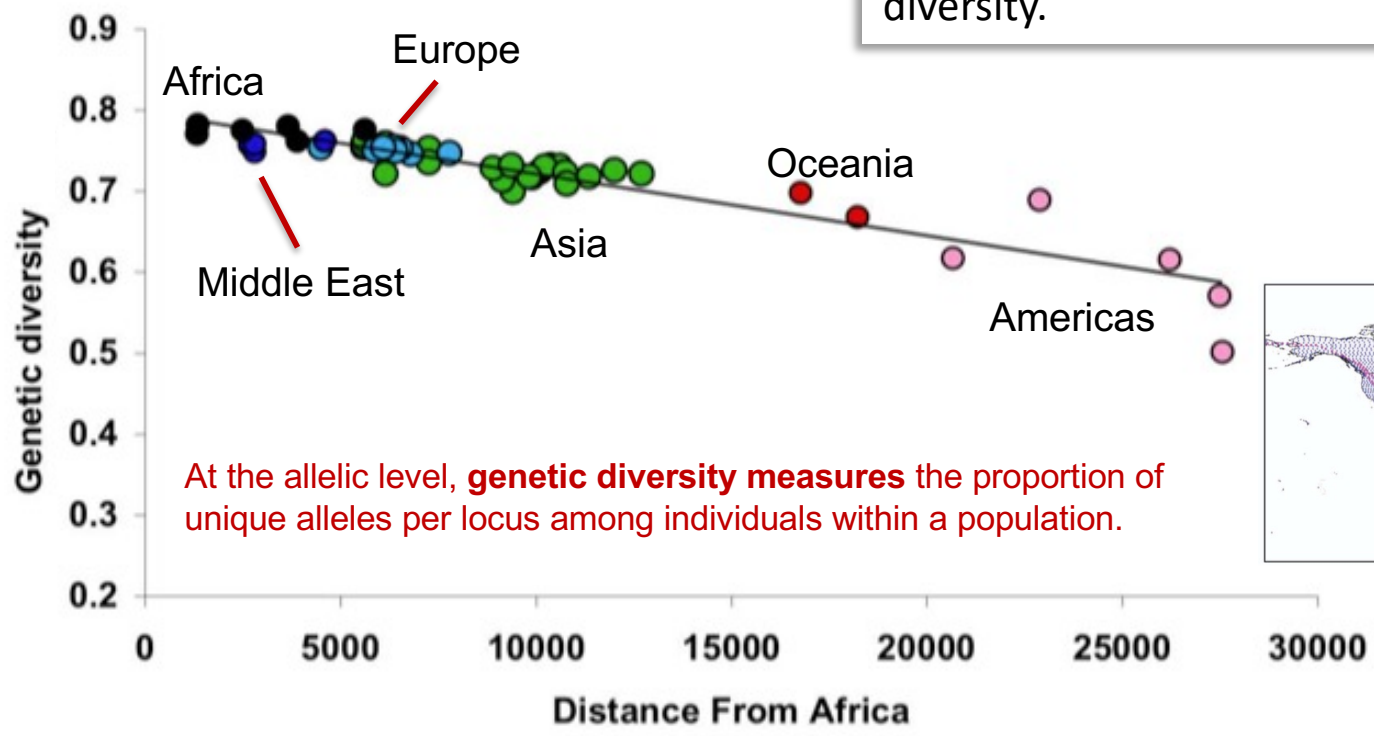 diversity.
0.9
0.8
0.7
0.6
0.5
0.4
0.3
0.2
Genetic diversity
Africa
Europe
Middle East
Asia
Oceania
Americas
At the allelic level, genetic diversity measures the proportion of
unique alleles per locus among individuals within a population.
0 5000 10000 15000 20000 25000 30000
Distance From Africa